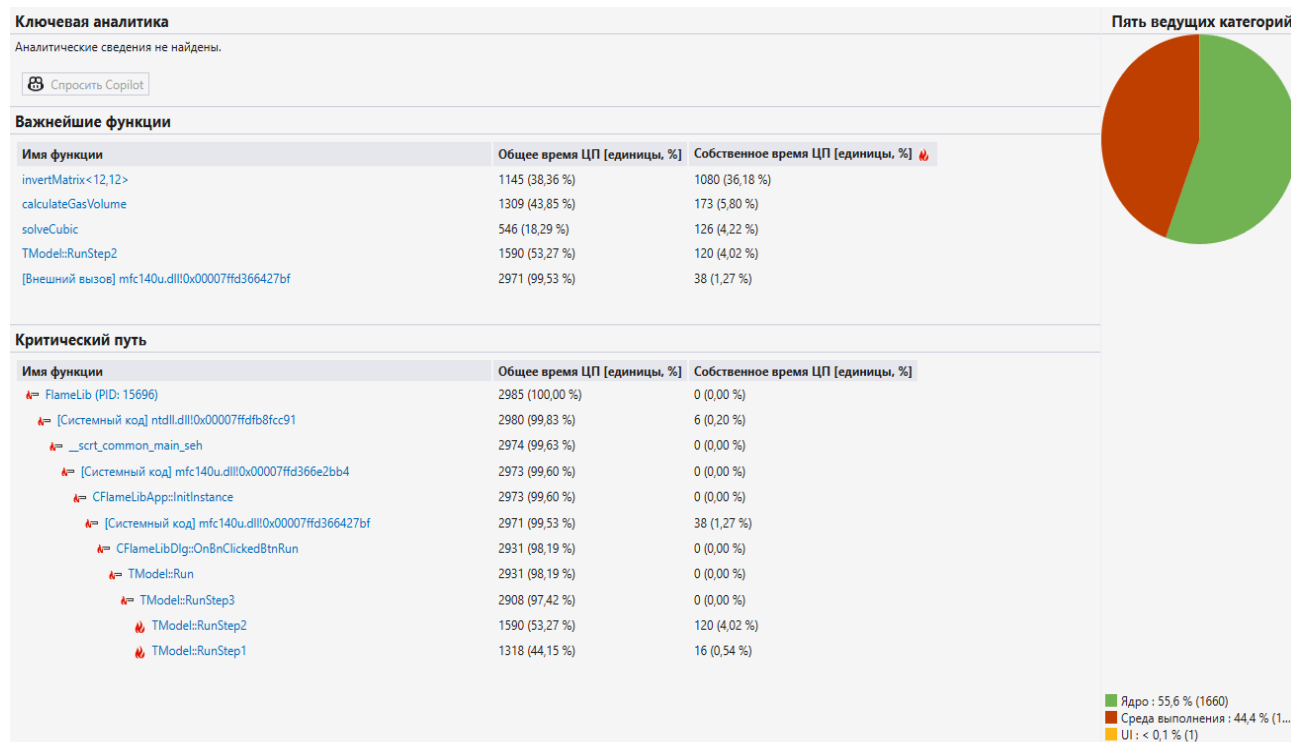 Ключевая аналитика
Аналитические сведения не найдены.
Спросить Copilot
Важнейшие функции
Имя функции Общее время ЦП [единицы, %] Собственное время ЦП [единицы, %]
invertMatrix<12,12> 1145 (38,36 %) 1080 (36,18 %)
calculateGasVolume 1309 (43,85 %) 173 (5,80 %)
solveCubic 546 (18,29 %) 126 (4,22 %)
TModel::RunStep2 1590 (53,27 %) 120 (4,02 %)
[Внешний вызов] mfc140u.dll!0x00007ffd366427bf 2971 (99,53 %) 38 (1,27 %)
Критический путь
Имя функции Общее время ЦП [единицы, %] Собственное время ЦП [единицы, %]
FlameLib (PID: 15696) 2985 (100,00 %) 0 (0,00 %)
[Системный код] ntdll.dll!0x00007ffdfb8fcc91 2980 (99,83 %) 6 (0,20 %)
__scrt_common_main_seh 2974 (99,63 %) 0 (0,00 %)
[Системный код] mfc140u.dll!0x00007ffd366e2bb4 2973 (99,60 %) 0 (0,00 %)
CFlameLibApp::InitInstance 2973 (99,60 %) 0 (0,00 %)
[Системный код] mfc140u.dll!0x00007ffd366427bf 2971 (99,53 %) 38 (1,27 %)
CFlameLibDlg::OnBnClickedBtnRun 2931 (98,19 %) 0 (0,00 %)
TModel::Run 2931 (98,19 %) 0 (0,00 %)
TModel::RunStep3 2908 (97,42 %) 0 (0,00 %)
TModel::RunStep2 1590 (53,27 %) 120 (4,02 %)
TModel::RunStep1 1318 (44,15 %) 16 (0,54 %)
Пять ведущих категорий
Ядро : 55,6 % (1660)
Среда выполнения : 44,4 % (1...
UI : < 0,1 % (1)